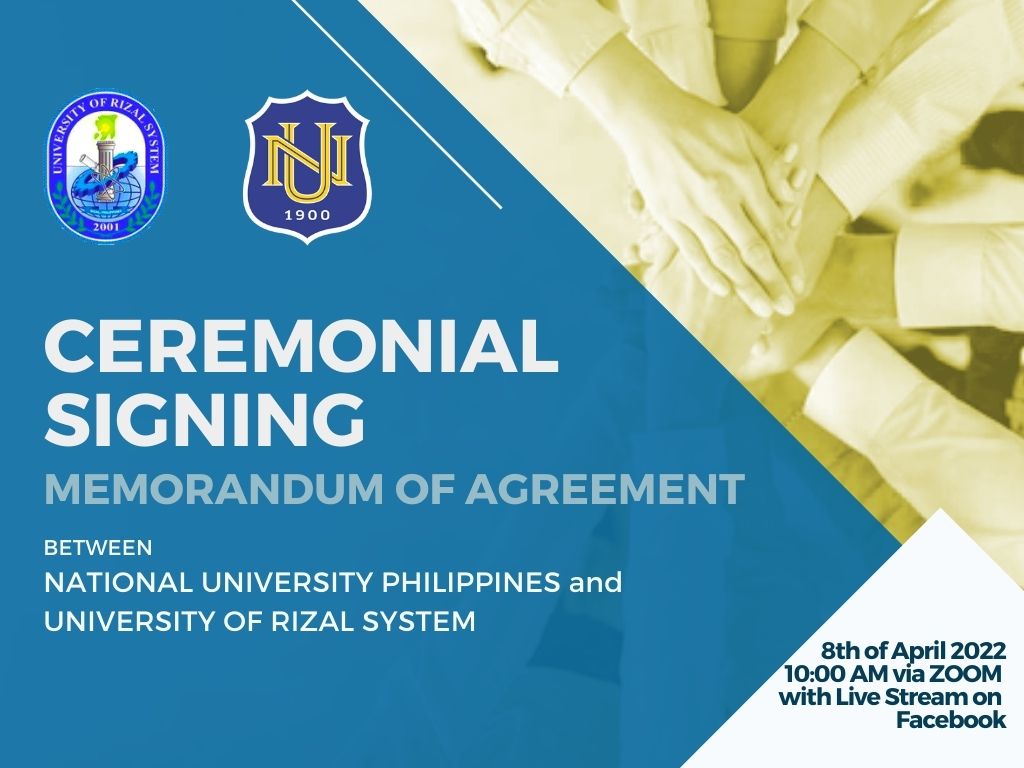 UNIVERSITY OF RIZAL SYSTEM
2001
NU
1900
CEREMONIAL
SIGNING
MEMORANDUM OF AGREEMENT
BETWEEN
NATIONAL UNIVERSITY PHILIPPINES and
UNIVERSITY OF RIZAL SYSTEM
8th of April 2022
10:00 AM via ZOOM
with Live Stream on
Facebook